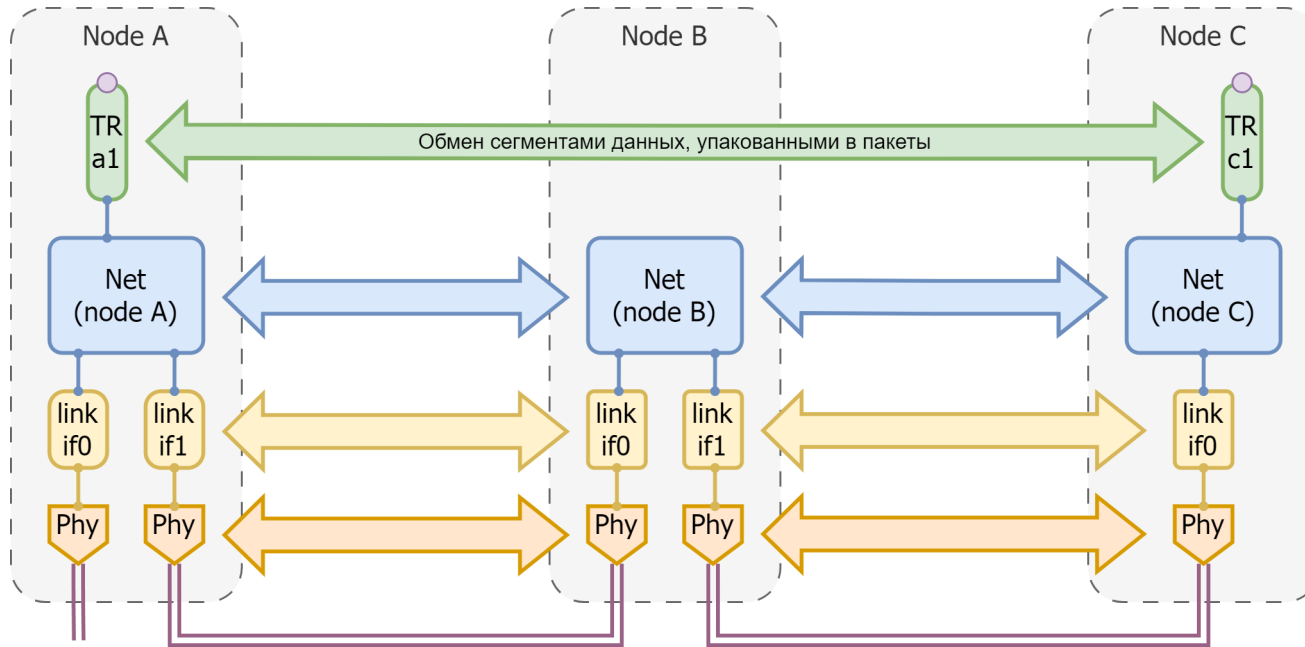 Node A
Node B
Node C
TR
a1
Обмен сегментами данных, упакованными в пакеты
TR
c1
Net
(node A)
Net
(node B)
Net
(node C)
link
if0
link
if1
link
if0
link
if1
link
if0
Phy
Phy
Phy
Phy
Phy